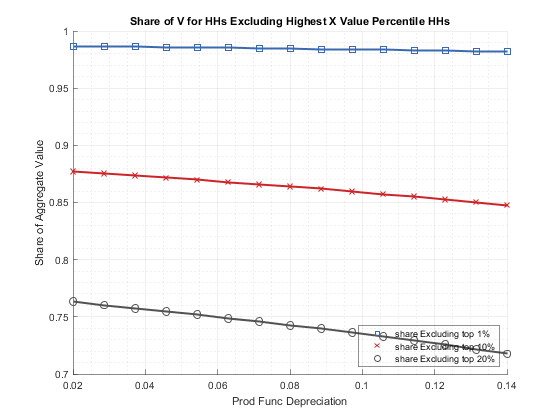 Share of V for HHs Excluding Highest X Value Percentile HHs
1
0.95
0.9
0.85
0.8
0.75
0.7
Share of Aggregate Value
0.02
0.04
0.06
0.08
0.1
0.12
0.14
Prod Func Depreciation
share Excluding top 1%
share Excluding top 10%
share Excluding top 20%